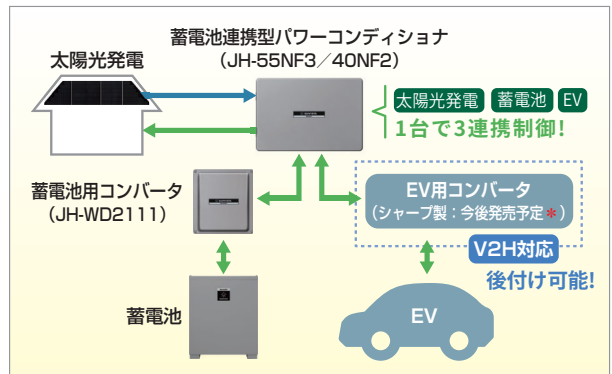 蓄電池連携型パワーコンディショナ
(JH-55NF3／40NF2)
太陽光発電
太陽光発電 蓄電池 EV
1台で3連携制御!
蓄電池用コンバータ
(JH-WD2111)
EV用コンバータ
(シャープ製：今後発売予定*)
V2H対応
後付け可能!
蓄電池
EV